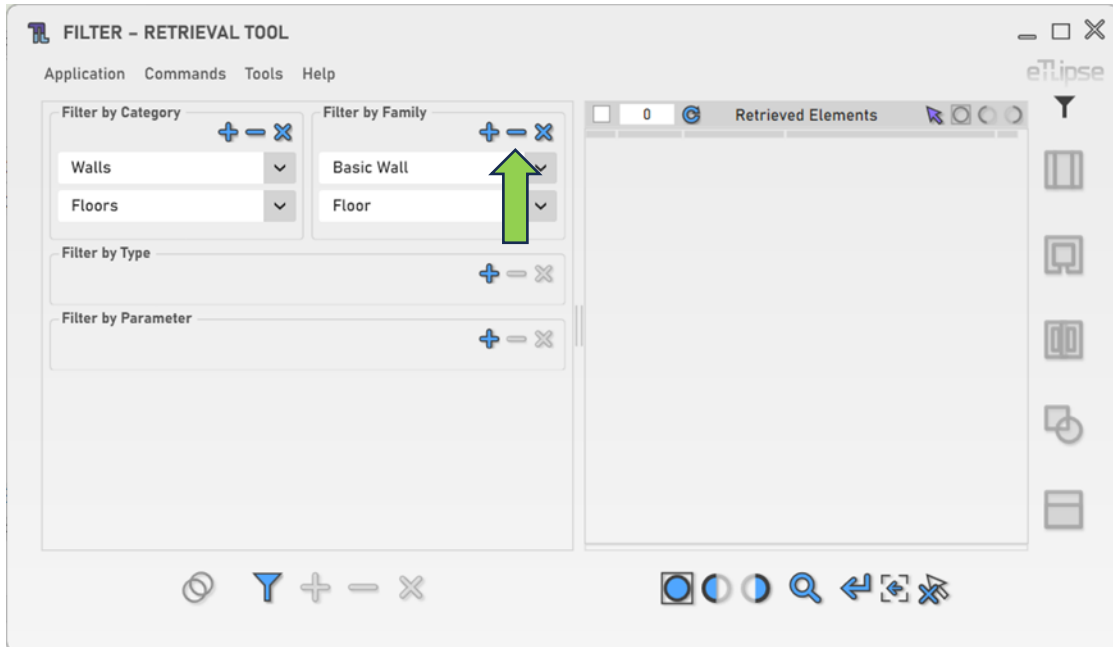 FILTER – RETRIEVAL TOOL
Application Commands Tools Help
eTLipse
Filter by Category
Walls
Floors
Filter by Family
Basic Wall
Floor
Filter by Type
Filter by Parameter
0 Retrieved Elements